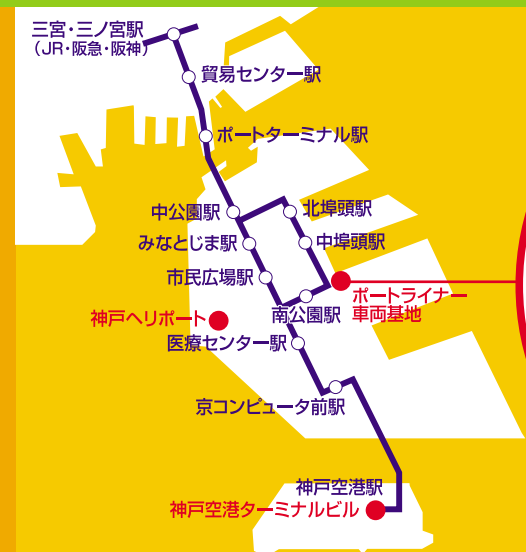 三宮・三ノ宮駅
（JR・阪急・阪神）
貿易センター駅
ポートターミナル駅
中公園駅
北埠頭駅
みなとじま駅
中埠頭駅
市民広場駅
ポートライナー
車両基地
南公園駅
神戸ヘリポート
医療センター駅
京コンピュータ前駅
神戸空港駅
神戸空港ターミナルビル